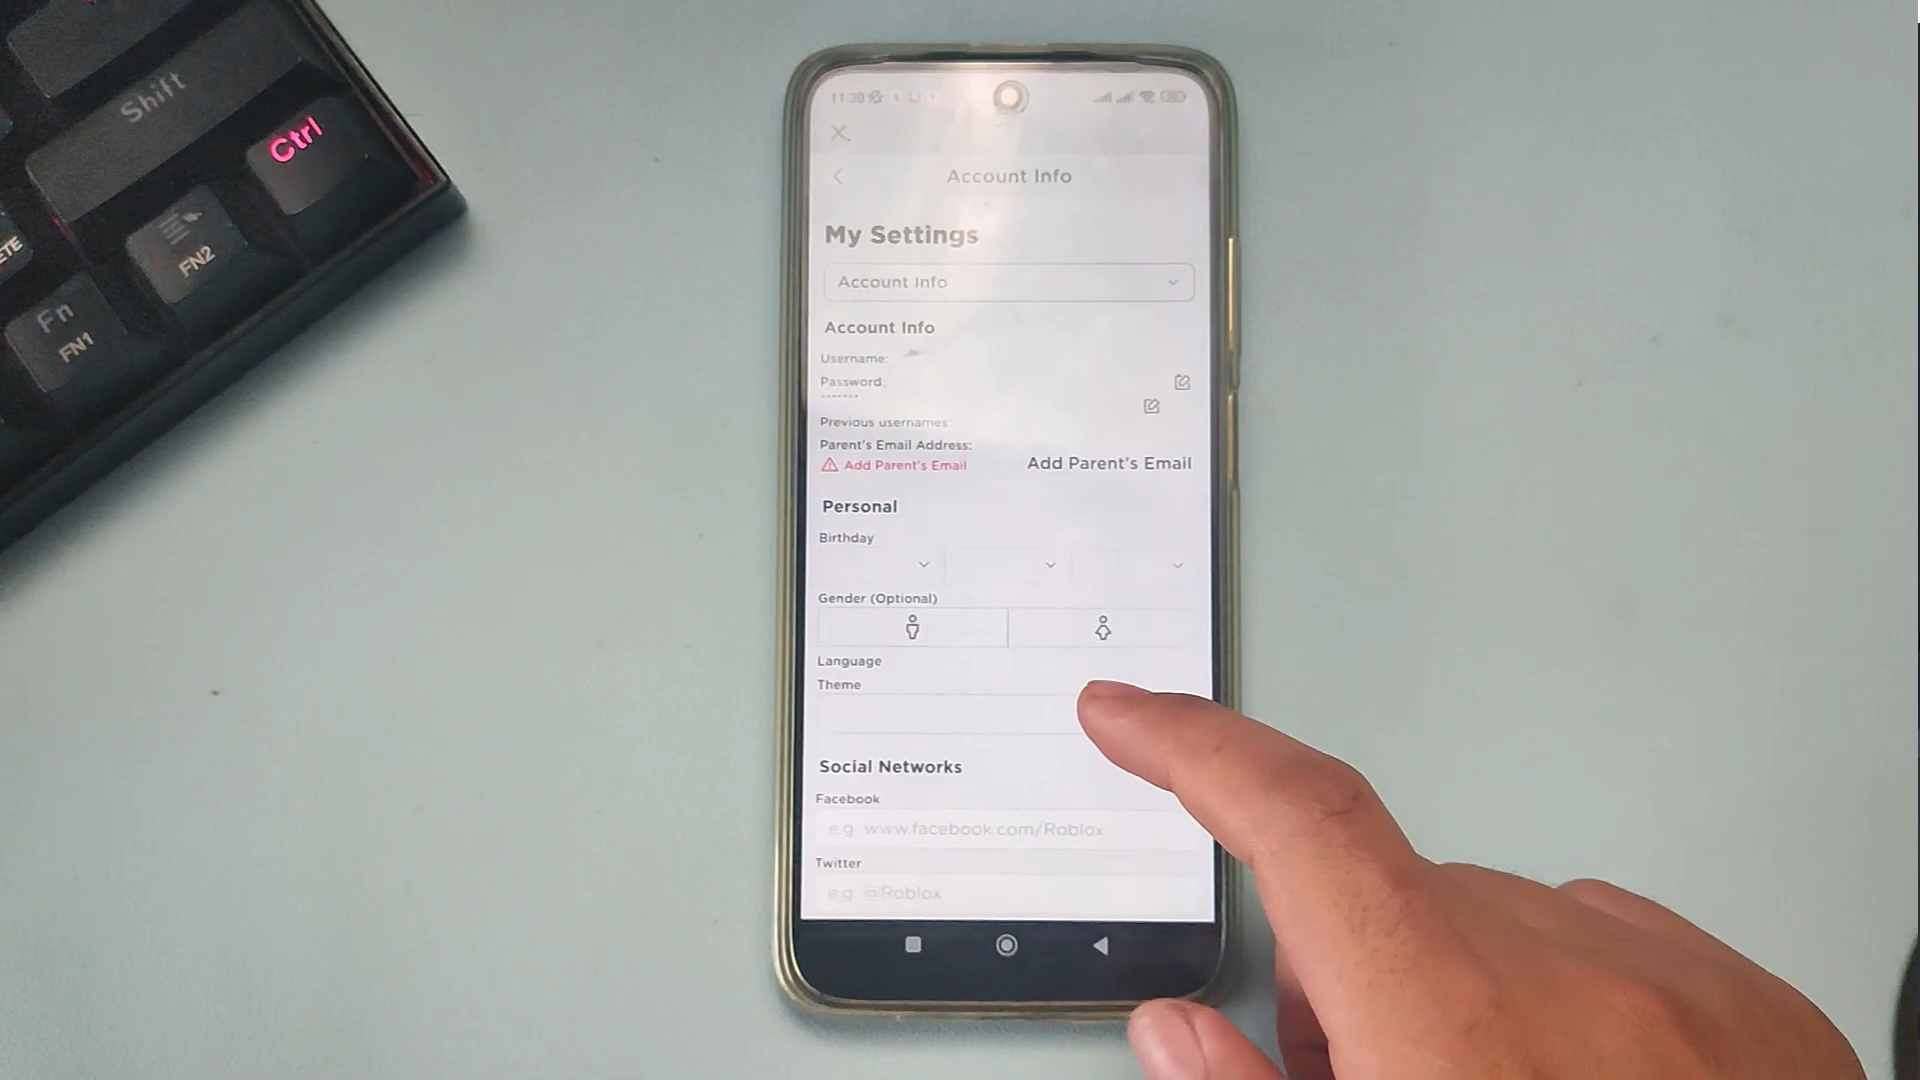 Shift
Ctrl
FN2
Fn
FN1
11:30
Account Info
My Settings
Account Info
Account Info
Username:
Password:
Previous usernames:
Parent's Email Address:
Add Parent's Email
Add Parent's Email
Personal
Birthday
Gender (Optional)
Language
Theme
Social Networks
Facebook
e.g. www.facebook.com/Roblox
Twitter
e.g. @Roblox